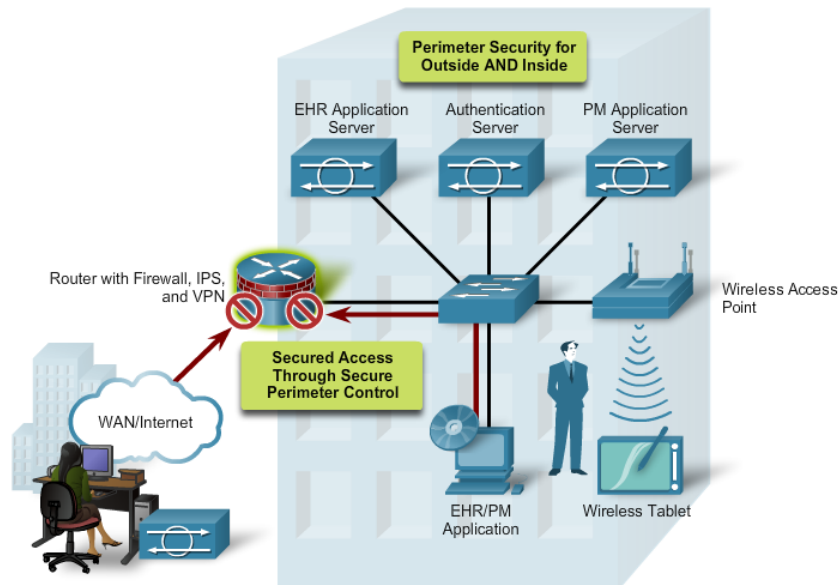 Perimeter Security for
Outside AND Inside
EHR Application
Server
Authentication
Server
PM Application
Server
Router with Firewall, IPS,
and VPN
Wireless Access
Point
Secured Access
Through Secure
Perimeter Control
WAN/Internet
EHR/PM
Application
Wireless Tablet